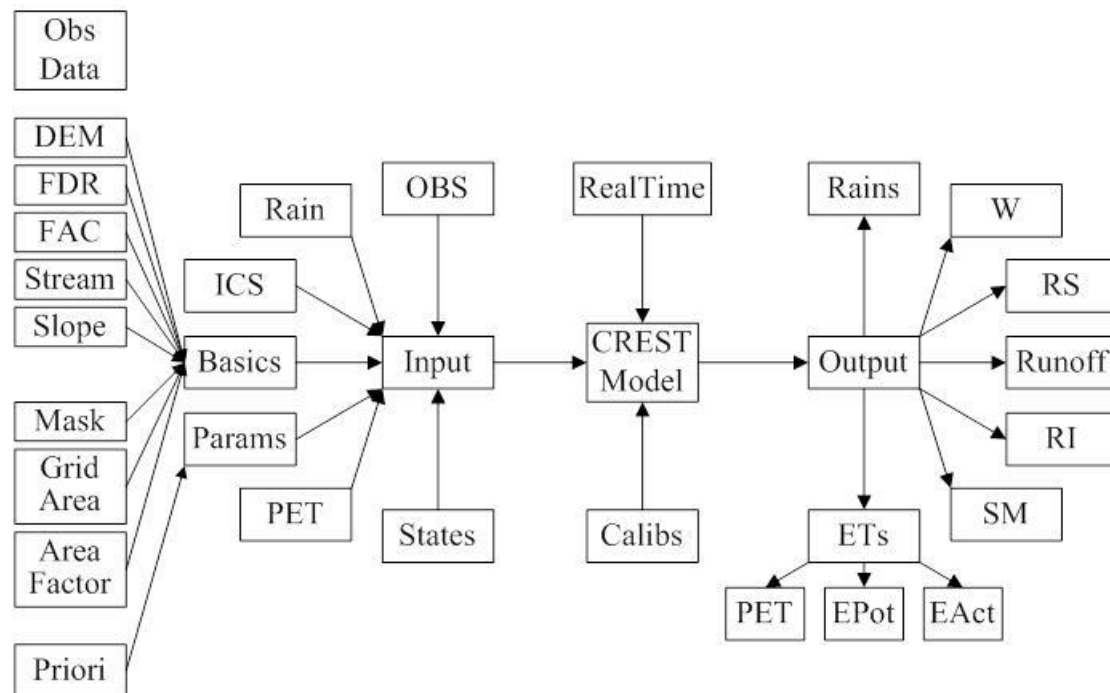 Obs
Data
DEM
FDR
FAC
Stream
Slope
Mask
Grid
Area
Area
Factor
Priori
Rain
ICS
Basics
Params
PET
OBS
Input
States
RealTime
CREST
Model
Calibs
Rains
Output
ETs
PET
EPot
EAct
W
RS
Runoff
RI
SM